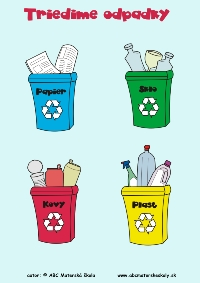 Triedime odpadky
Papier
Sklo
Kovy
Plast
autor: © ABC Materská škola
www.abcmaterskeskoly.sk